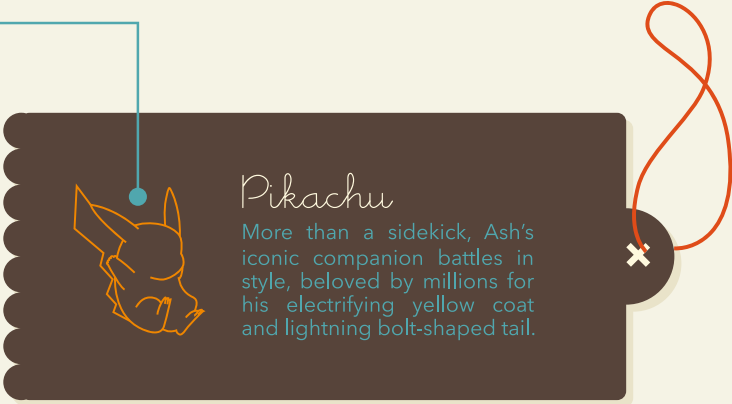 Pikachu
More than a sidekick, Ash's
iconic companion battles in
style, beloved by millions for
his electrifying yellow coat
and lightning bolt-shaped tail.